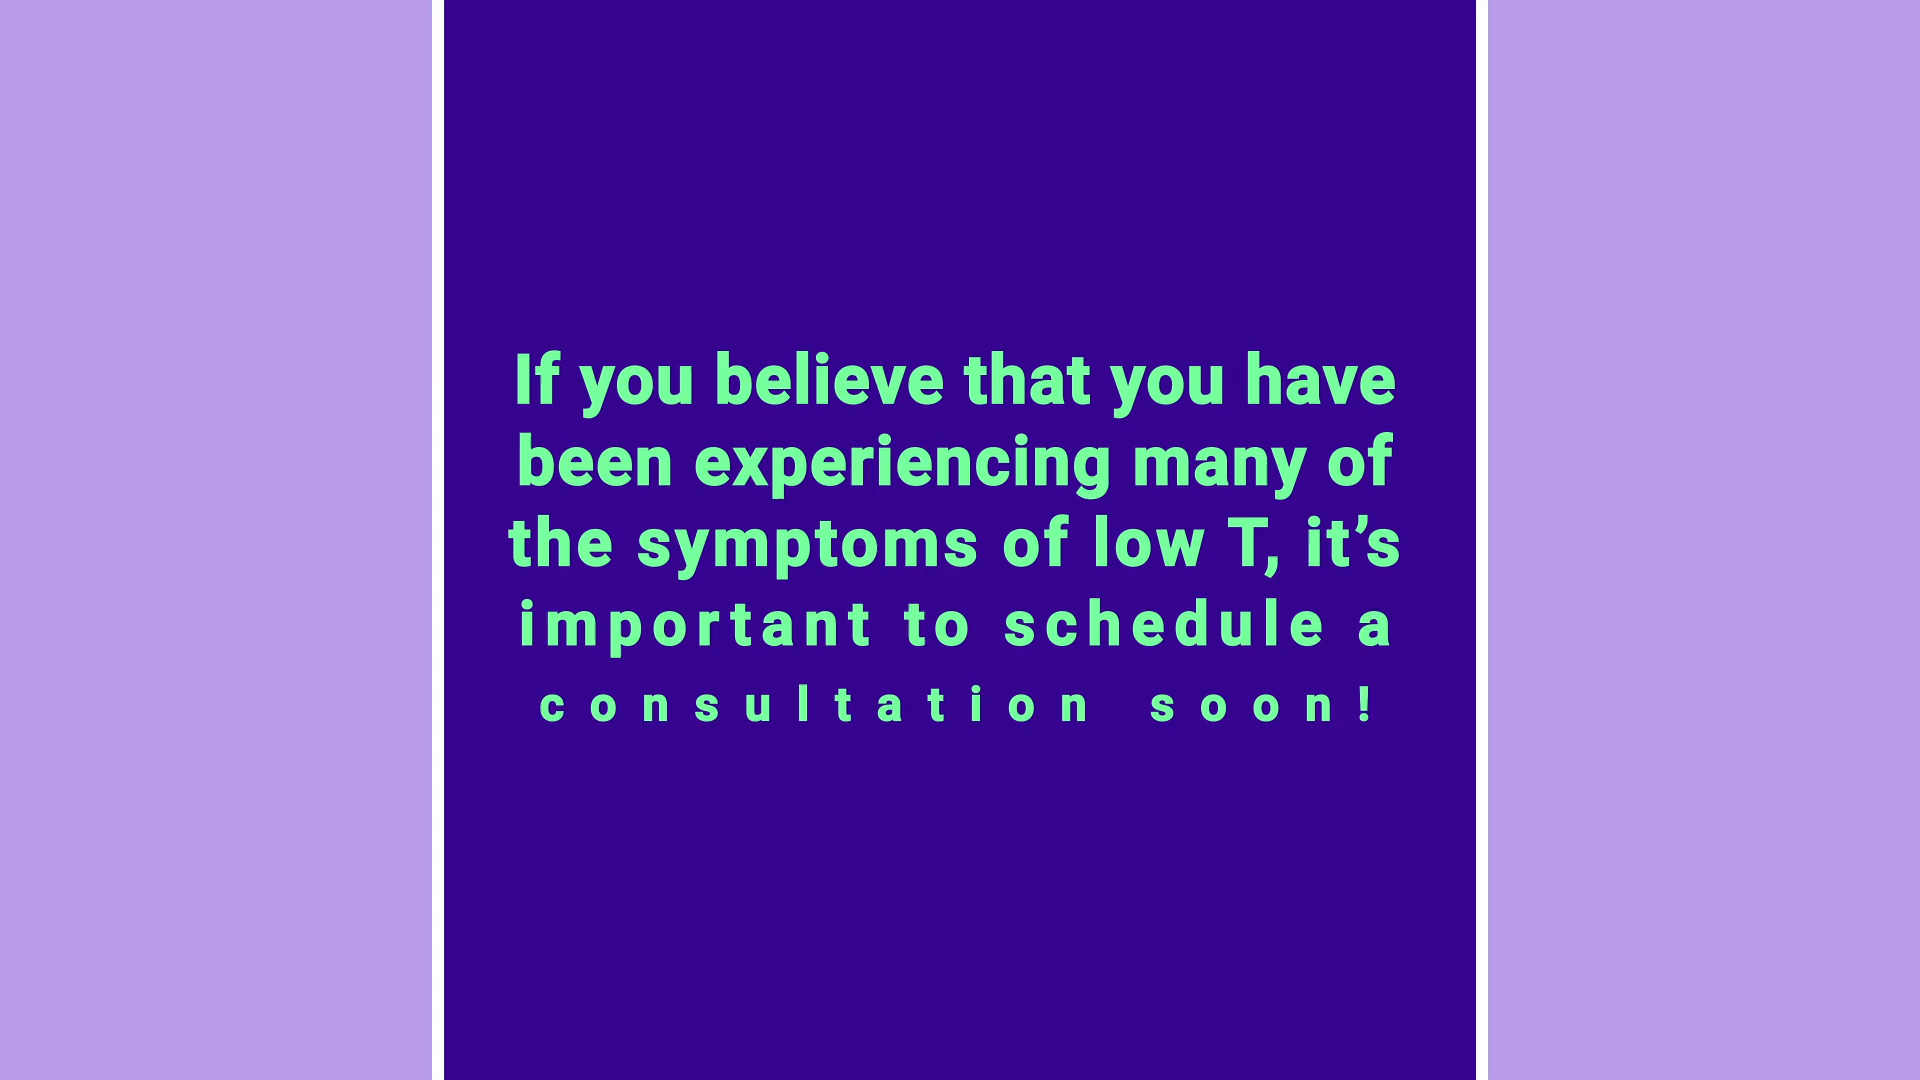 If you believe that you have
been experiencing many of
the symptoms of low T, it’s
important to schedule a
consultation soon!